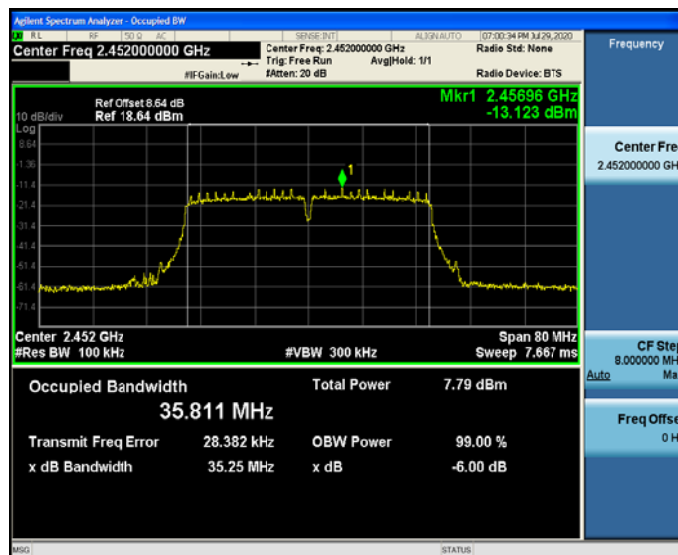 Agilent Spectrum Analyzer - Occupied BW
LXI RL RF 50 Ω AC SENSE:INT ALIGNAUTO 07:00:34 PM Jul 29, 2020
Center Freq 2.452000000 GHz
Center Freq: 2.452000000 GHz
Radio Std: None
Trig: Free Run Avg|Hold: 1/1
#IFGain:Low
#Atten: 20 dB
Radio Device: BTS
Frequency
Mkr1 2.45696 GHz
-13.123 dBm
Ref Offset 8.64 dB
10 dB/div Ref 18.64 dBm
Log
8.64
-1.36
-11.4
-21.4
-31.4
-41.4
-51.4
-61.4
-71.4
1
Center 2.452 GHz
Span 80 MHz
#Res BW 100 kHz
#VBW 300 kHz
Sweep 7.667 ms
Occupied Bandwidth
35.811 MHz
Total Power 7.79 dBm
Transmit Freq Error 28.382 kHz
OBW Power 99.00 %
x dB Bandwidth 35.25 MHz
x dB -6.00 dB
Center Fre
2.452000000 GH
CF Step
8.000000 MH
Auto Ma
Freq Offse
0 H
MSG
STATUS